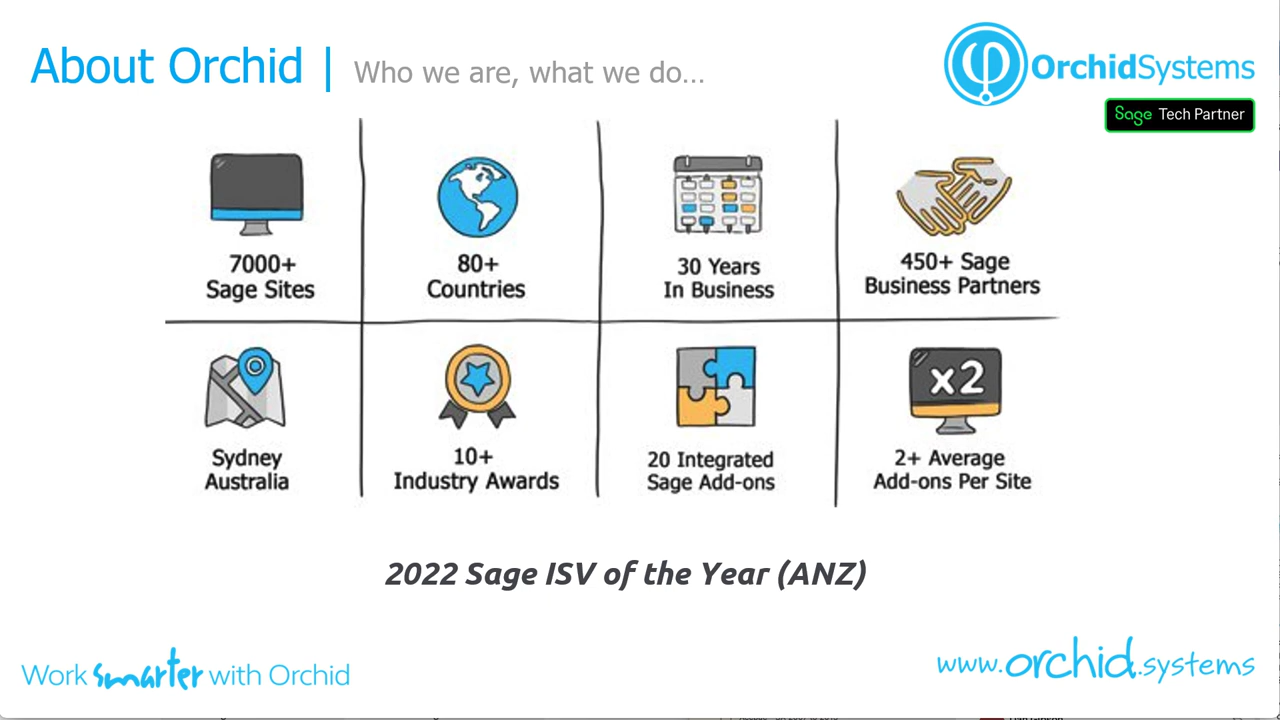 About Orchid | Who we are, what we do...
OrchidSystems
Sage Tech Partner
7000+
Sage Sites
80+
Countries
30 Years
In Business
450+ Sage
Business Partners
Sydney
Australia
10+
Industry Awards
20 Integrated
Sage Add-ons
x2
2+ Average
Add-ons Per Site
2022 Sage ISV of the Year (ANZ)
Work smarter with Orchid
www.orchid.systems